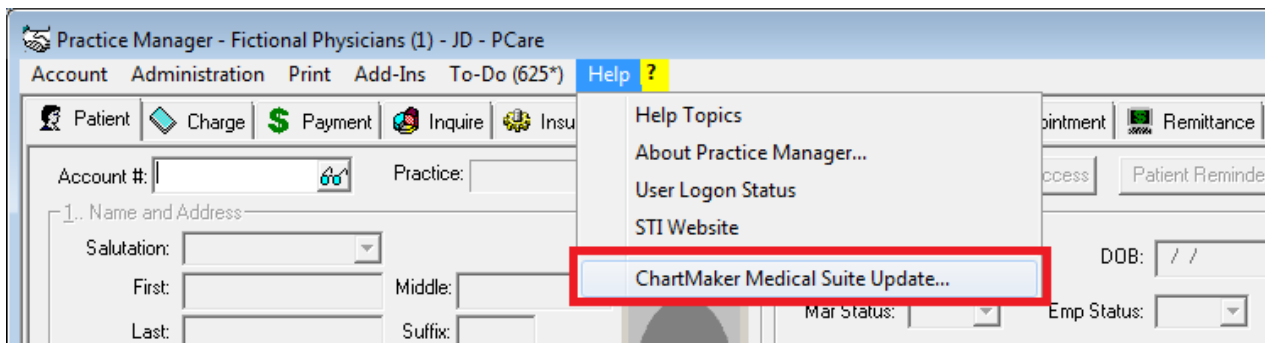 Practice Manager - Fictional Physicians (1) - JD - PCare
Account Administration Print Add-Ins To-Do (625*) Help ?
Patient Charge $ Payment Inquire Insu
Help Topics
About Practice Manager...
User Logon Status
STI Website
ChartMaker Medical Suite Update...
ointment Remittance
Account #: Practice:
ccess Patient Reminde
1.. Name and Address
Salutation:
First: Middle:
Last: Suffix:
DOB: / /
Mar Status: Emp Status: